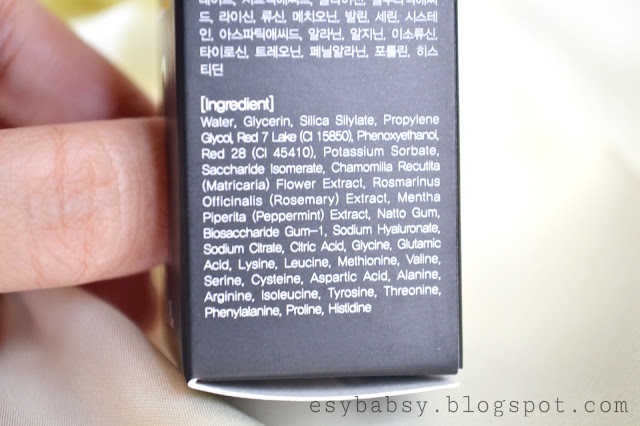 드, 라이신, 류신, 메치오닌, 발린, 세린, 시스테
인, 아스파틱애씨드, 알라닌, 알지닌, 이소류신,
타이로신, 트레오닌, 페닐알라닌, 포롤린, 히스
티딘
[Ingredient]
Water, Glycerin, Silica Silylate, Propylene
Glycol, Red 7 Lake (CI 15850), Phenoxyethanol,
Red 28 (CI 45410), Potassium Sorbate,
Saccharide Isomerate, Chamomilla Recutita
(Matricaria) Flower Extract, Rosmarinus
Officinalis (Rosemary) Extract, Mentha
Piperita (Peppermint) Extract, Natto Gum,
Biosaccharide Gum-1, Sodium Hyaluronate,
Sodium Citrate, Citric Acid, Glycine, Glutamic
Acid, Lysine, Leucine, Methionine, Valine,
Serine, Cysteine, Aspartic Acid, Alanine,
Arginine, Isoleucine, Tyrosine, Threonine,
Phenylalanine, Proline, Histidine
esybabsy.blogspot.com